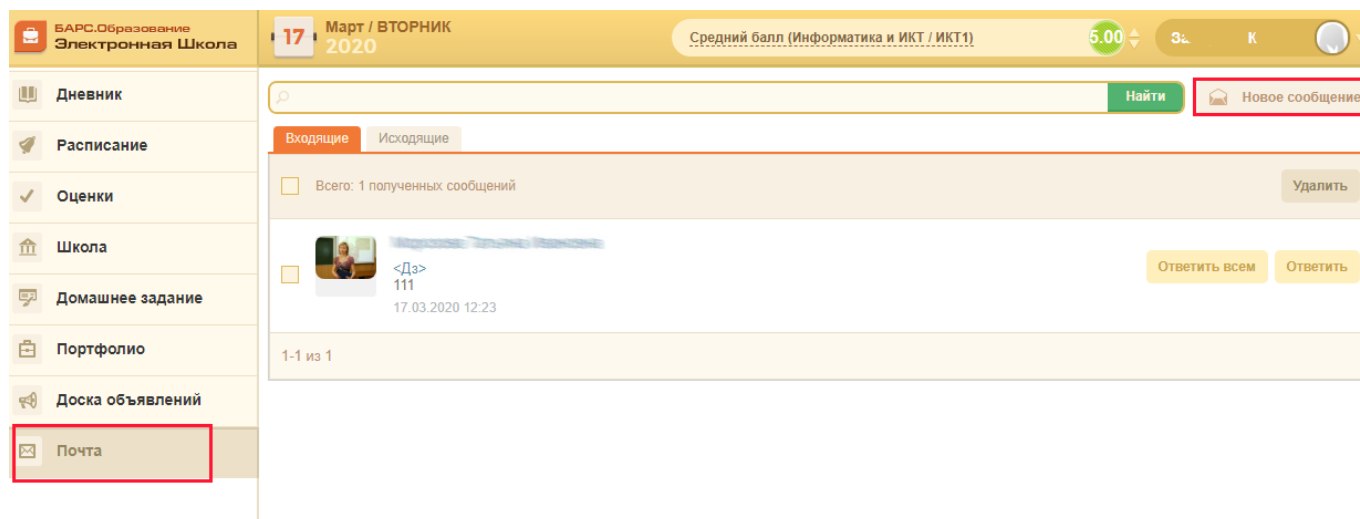 БАРС.Образование
Электронная Школа
17
Март / ВТОРНИК
2020
Средний балл (Информатика и ИКТ / ИКТ1)
5.00
За К
Дневник
Расписание
Оценки
Школа
Домашнее задание
Портфолио
Доска объявлений
Почта
Найти
Новое сообщение
Входящие Исходящие
Всего: 1 полученных сообщений
Удалить
<Дз>
111
17.03.2020 12:23
Ответить всем Ответить
1-1 из 1